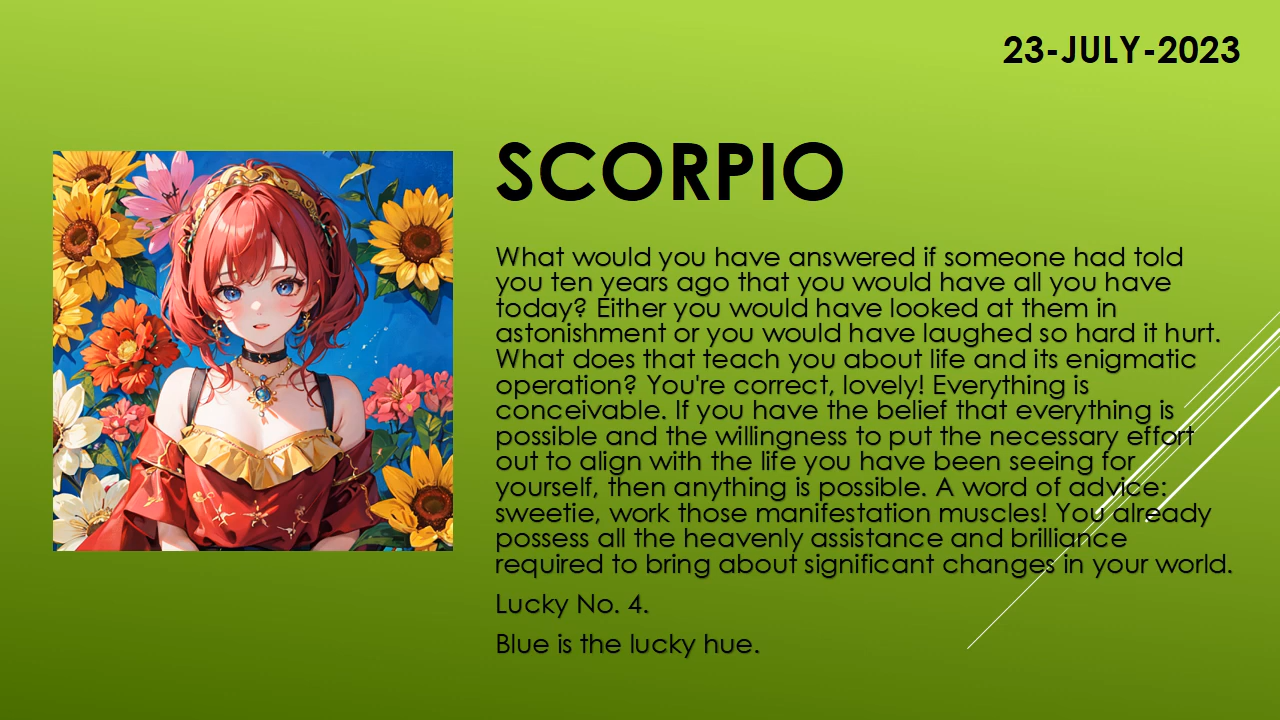 23-JULY-2023
SCORPIO
What would you have answered if someone had told
you ten years ago that you would have all you have
today? Either you would have looked at them in
astonishment or you would have laughed so hard it hurt.
What does that teach you about life and its enigmatic
operation? You're correct, lovely! Everything is
conceivable. If you have the belief that everything is
possible and the willingness to put the necessary effort
out to align with the life you have been seeing for
yourself, then anything is possible. A word of advice:
sweetie, work those manifestation muscles! You already
possess all the heavenly assistance and brilliance
required to bring about significant changes in your world.
Lucky No. 4.
Blue is the lucky hue.